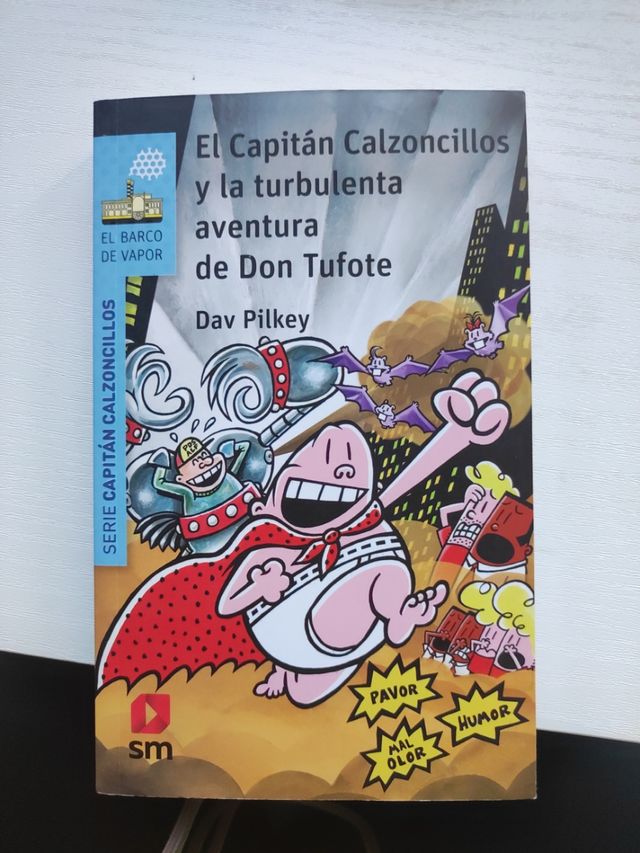 El Capitán Calzoncillos
y la turbulenta
aventura
de Don Tufote
Dav Pilkey
EL BARCO
DE VAPOR
SERIE CAPITÁN CALZONCILLOS
PAVOR
HUMOR
MAL
OLOR
sm